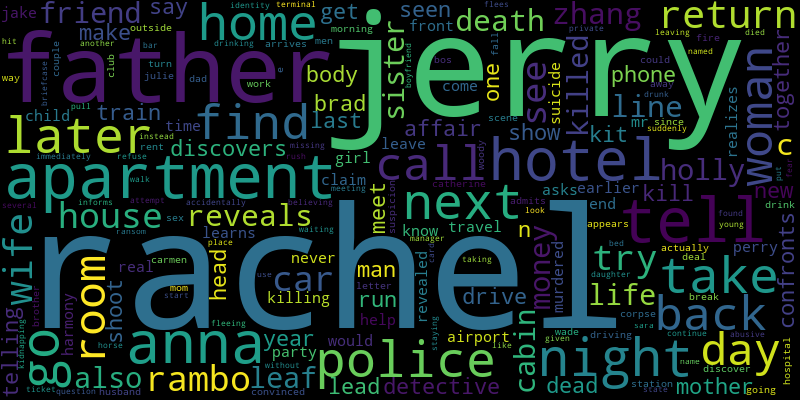 jake friend say get seen father jerry sister death zhang return
make outside front identity terminal flees
hit another morning fire leaving named
way couple bar drinking arrives men phone could bos fall private died
briefcase julie turn dad body one see suicide killed away drunk
club work e brad boyfriend come scene mr since suddenly
home woman together
child train time find last affair show kit line realizes
later instead rent discovers girl leave woody
immediately refuse missing claim call hotel holly c
apartment walk rush meeting asks earlier kill new
several informs attempt accidentally believing suspicion catherine admits end drink put fear
house reveals meet next look appears tell found young
sex learns place waiting know travel n actually perry
wife room real carmen head never manager card taking money murdered bed try deal take confronts
mom use letter daughter break
brother harmony shoot start killing car man revealed drive life corpse back
ransom fleeing run staying cabin sara continue abusive
kidnapping rachel help airport wade driving name discover hospital
go anna year would like given night day
telling horse party without police station
also rambo leaf lead detective dead mother going
ticket question husband convinced state